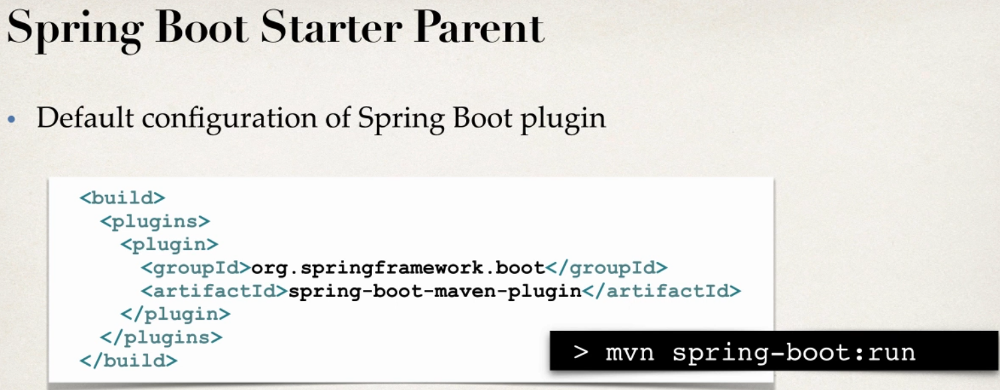 Spring Boot Starter Parent
• Default configuration of Spring Boot plugin
<build>
<plugins>
<plugin>
<groupId>org.springframework.boot</groupId>
<artifactId>spring-boot-maven-plugin</artifactId>
</plugin>
</plugins>
</build>
> mvn spring-boot:run